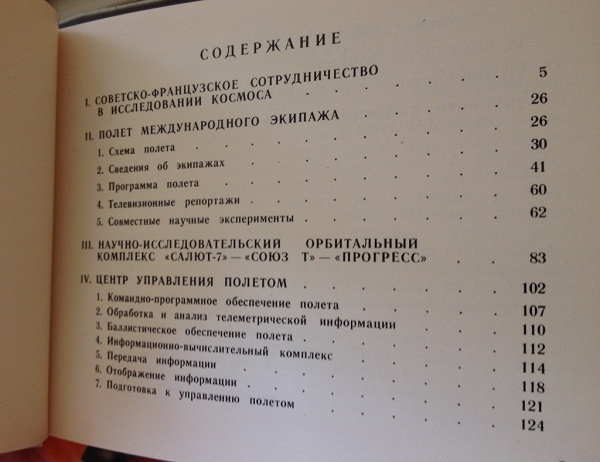 СОДЕРЖАНИЕ
I. СОВЕТСКО-ФРАНЦУЗСКОЕ СОТРУДНИЧЕСТВО
В ИССЛЕДОВАНИИ КОСМОСА . . . . . . 5
II. ПОЛЕТ МЕЖДУНАРОДНОГО ЭКИПАЖА . . . . 26
1. Схема полета . . . . . . . 26
2. Сведения об экипажах . . . . . . 30
3. Программа полета . . . . . . . 41
4. Телевизионные репортажи . . . . . . 60
5. Совместные научные эксперименты . . . . 62
III. НАУЧНО-ИССЛЕДОВАТЕЛЬСКИЙ ОРБИТАЛЬНЫЙ
КОМПЛЕКС «САЛЮТ-7» — «СОЮЗ Т» — «ПРОГРЕСС» . . 83
IV. ЦЕНТР УПРАВЛЕНИЯ ПОЛЕТОМ . . . . . 102
1. Командно-программное обеспечение полета . . . 107
2. Обработка и анализ телеметрической информации . . 110
3. Баллистическое обеспечение полета . . . . 112
4. Информационно-вычислительный комплекс . . . 114
5. Передача информации . . . . . . 118
6. Отображение информации . . . . . 121
7. Подготовка к управлению полетом . . . . 124